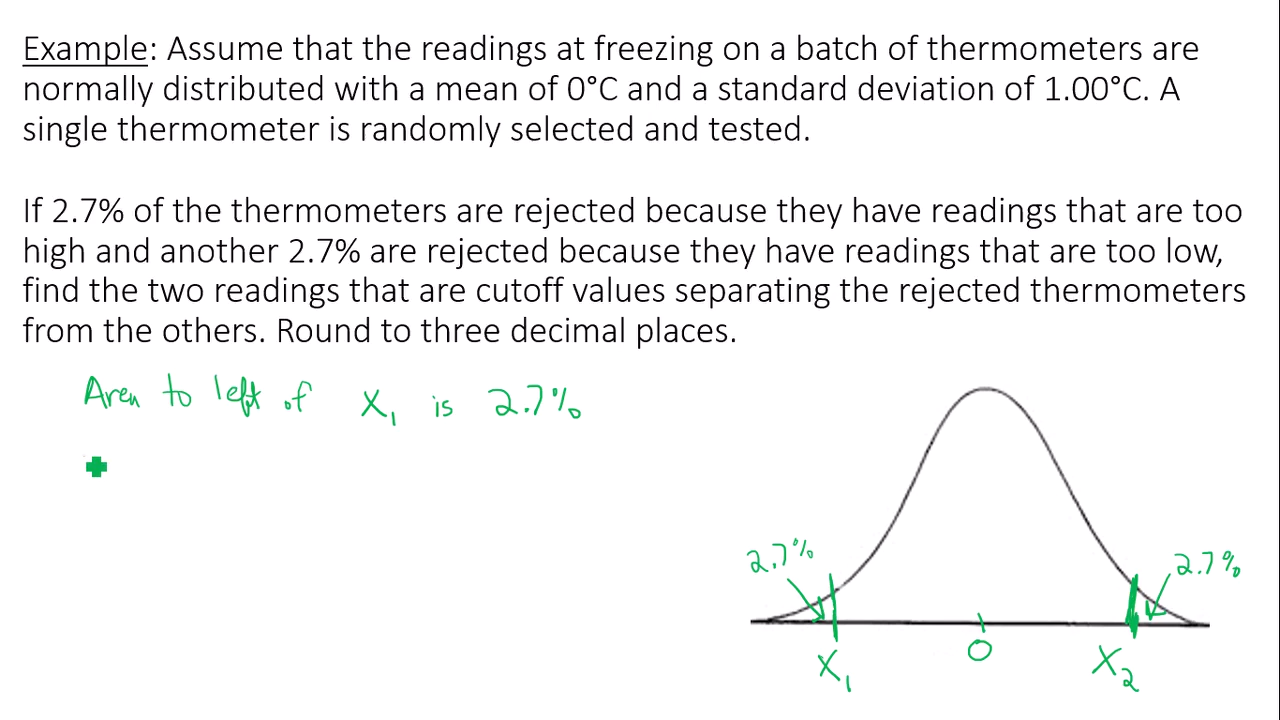 Example: Assume that the readings at freezing on a batch of thermometers are
normally distributed with a mean of 0°C and a standard deviation of 1.00°C. A
single thermometer is randomly selected and tested.
If 2.7% of the thermometers are rejected because they have readings that are too
high and another 2.7% are rejected because they have readings that are too low,
find the two readings that are cutoff values separating the rejected thermometers
from the others. Round to three decimal places.
Area to left of x₁ is 2.7%
2.7%
2.7%
x₁
0
x₂